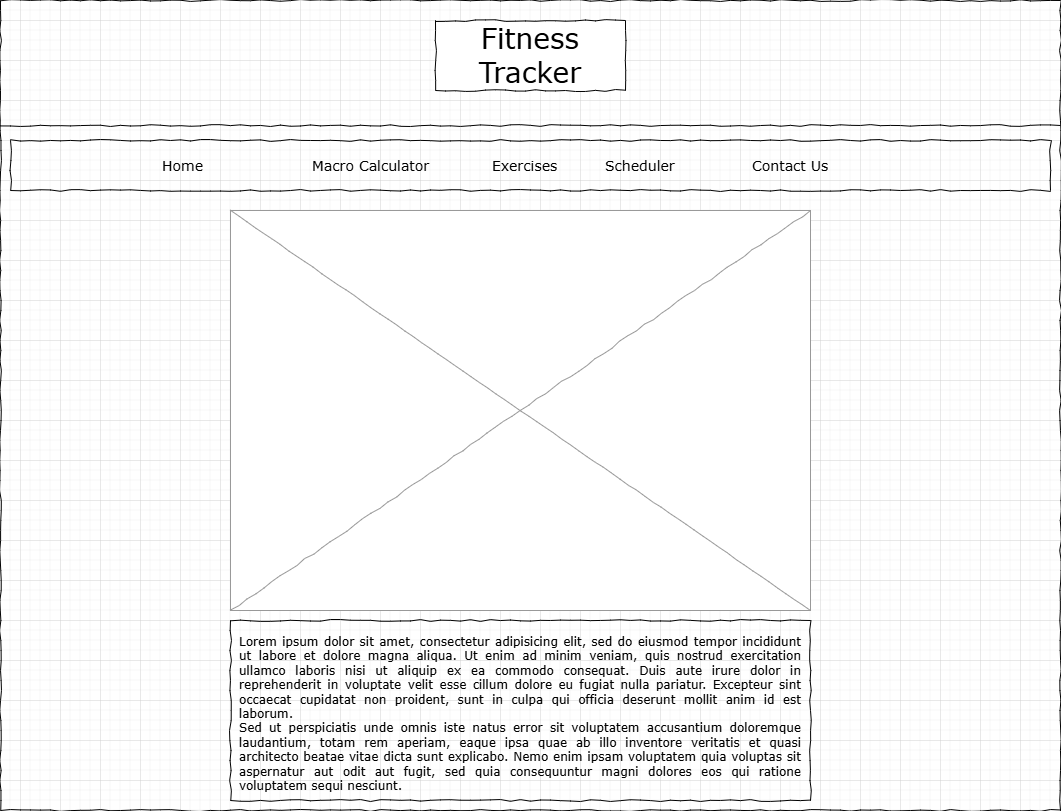 Fitness
Tracker
Home Macro Calculator Exercises Scheduler Contact Us
Lorem ipsum dolor sit amet, consectetur adipisicing elit, sed do eiusmod tempor incididunt
ut labore et dolore magna aliqua. Ut enim ad minim veniam, quis nostrud exercitation
ullamco laboris nisi ut aliquip ex ea commodo consequat. Duis aute irure dolor in
reprehenderit in voluptate velit esse cillum dolore eu fugiat nulla pariatur. Excepteur sint
occaecat cupidatat non proident, sunt in culpa qui officia deserunt mollit anim id est
laborum.
Sed ut perspiciatis unde omnis iste natus error sit voluptatem accusantium doloremque
laudantium, totam rem aperiam, eaque ipsa quae ab illo inventore veritatis et quasi
architecto beatae vitae dicta sunt explicabo. Nemo enim ipsam voluptatem quia voluptas sit
aspernatur aut odit aut fugit, sed quia consequuntur magni dolores eos qui ratione
voluptatem sequi nesciunt.